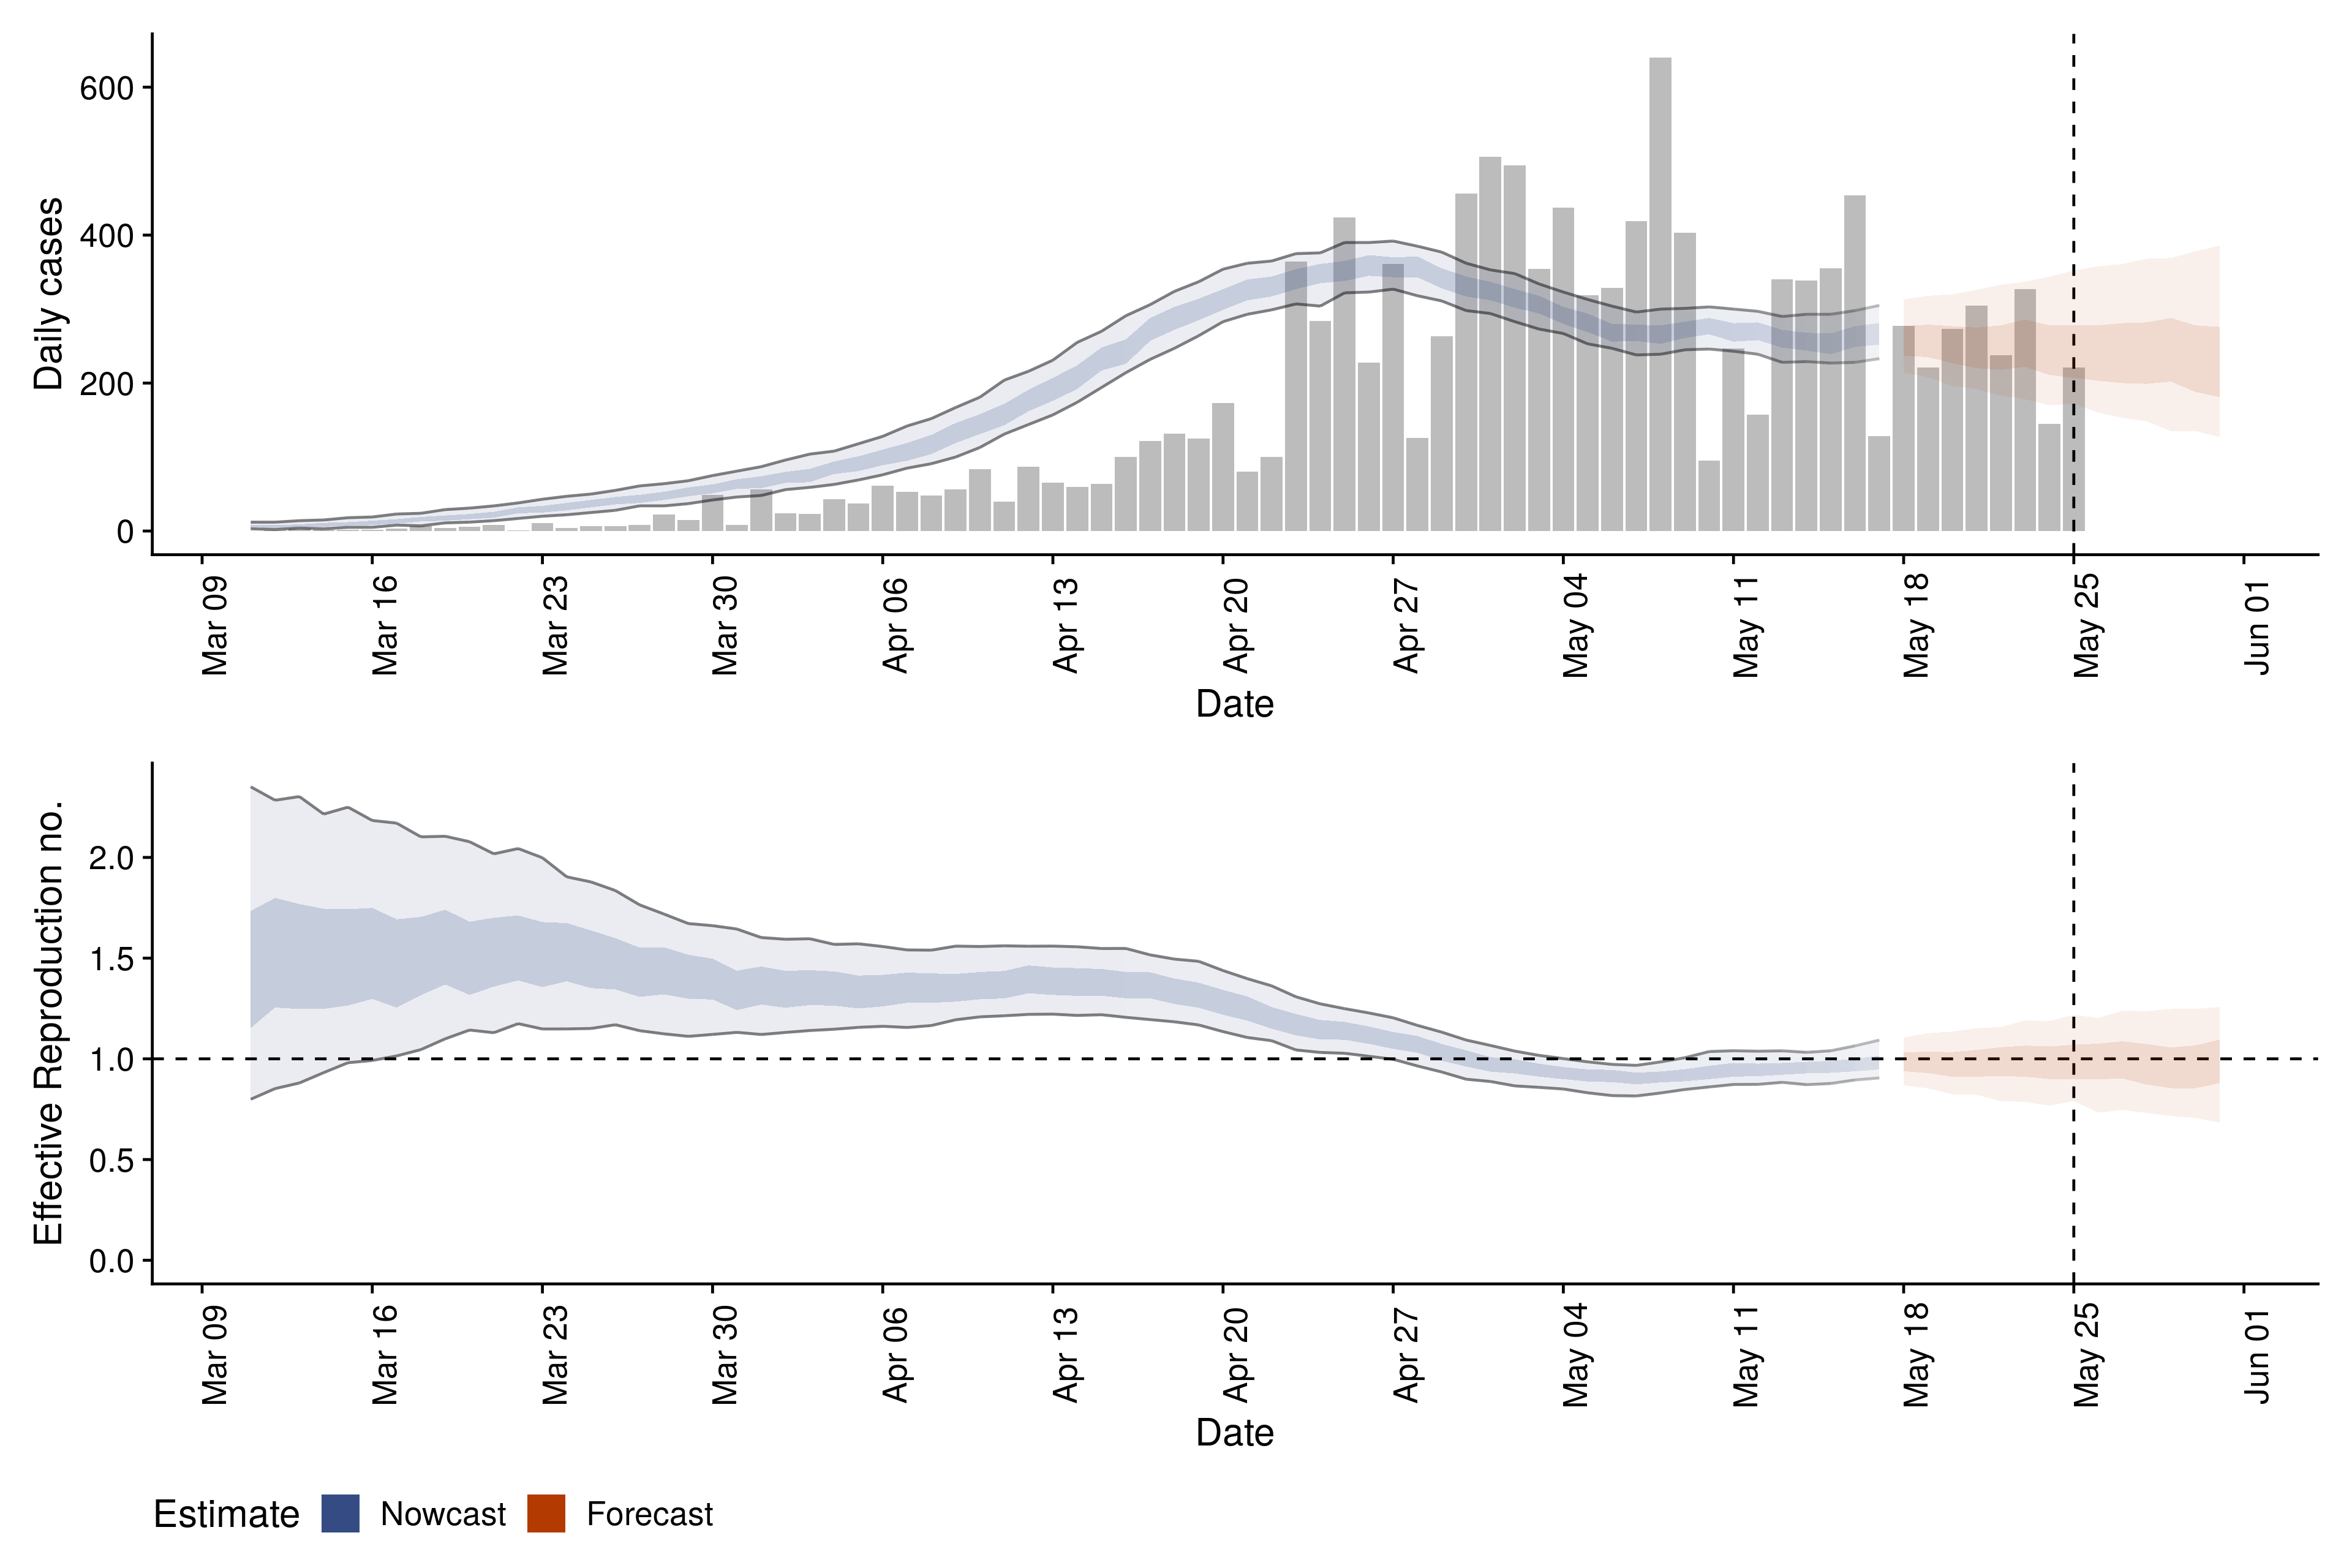 Daily cases
600
400
200
0
Mar 09
Mar 16
Mar 23
Mar 30
Apr 06
Apr 13
Apr 20
Apr 27
May 04
May 11
May 18
May 25
Jun 01
Date
Effective Reproduction no.
2.0
1.5
1.0
0.5
0.0
Mar 09
Mar 16
Mar 23
Mar 30
Apr 06
Apr 13
Apr 20
Apr 27
May 04
May 11
May 18
May 25
Jun 01
Date
Estimate Nowcast Forecast